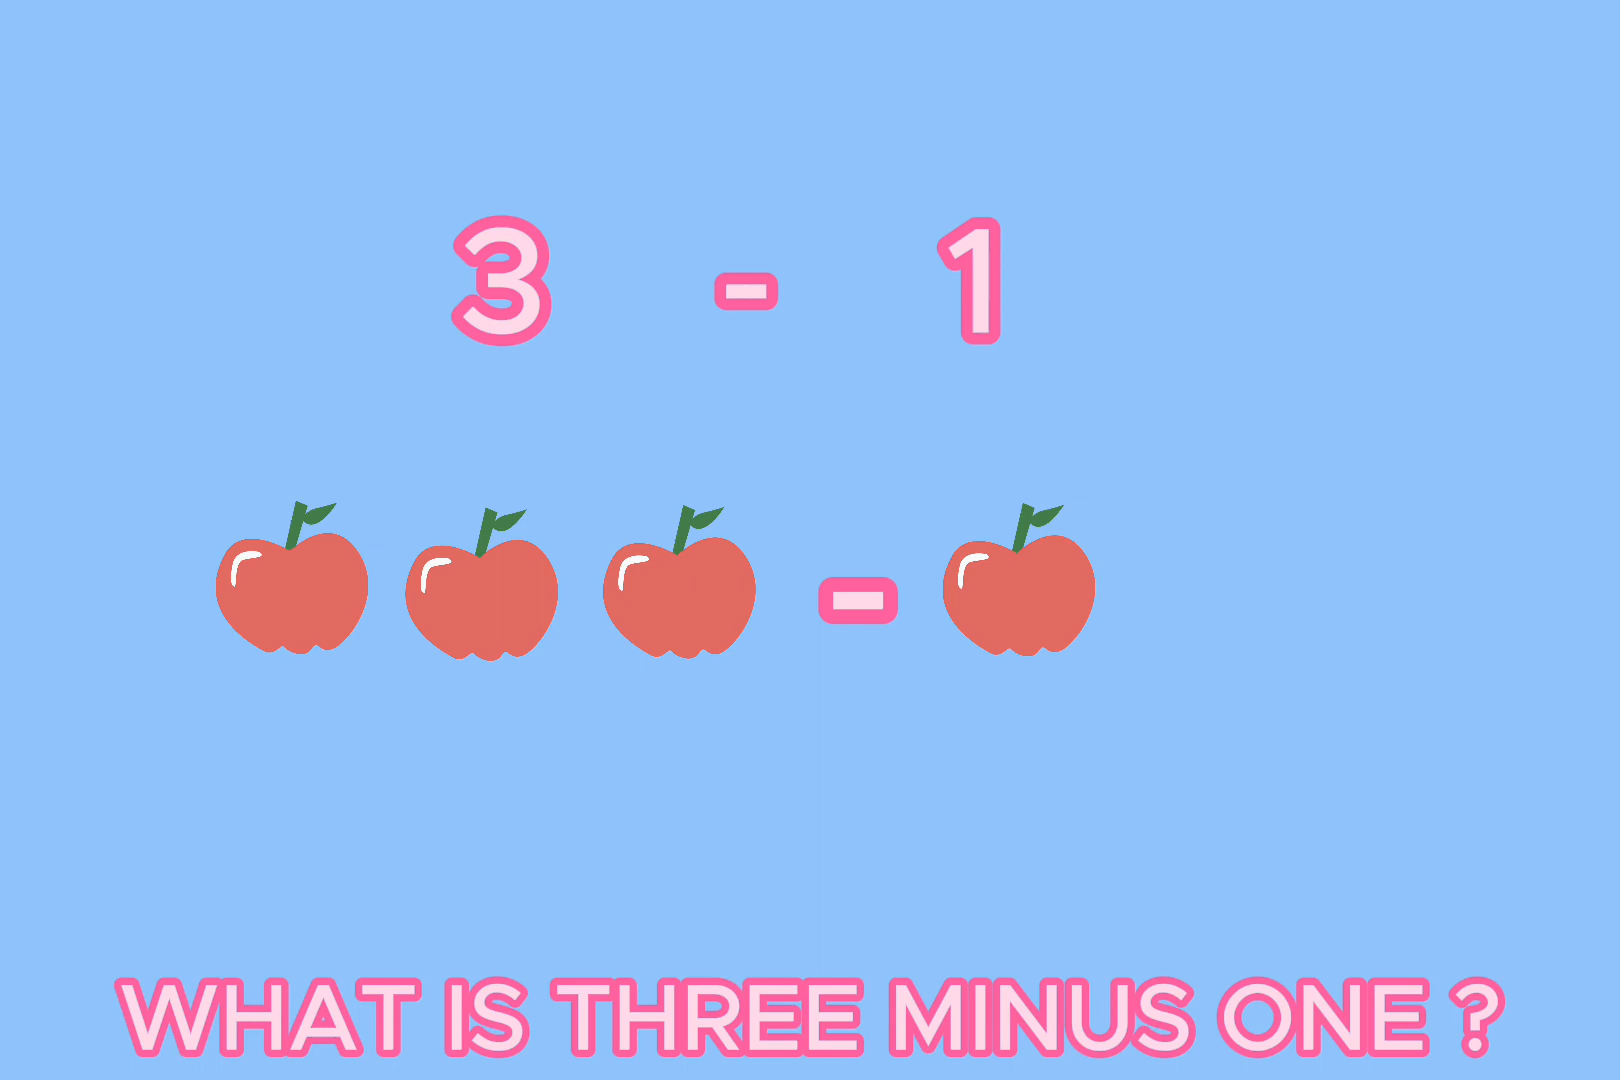 3 - 1
-
WHAT IS THREE MINUS ONE ?